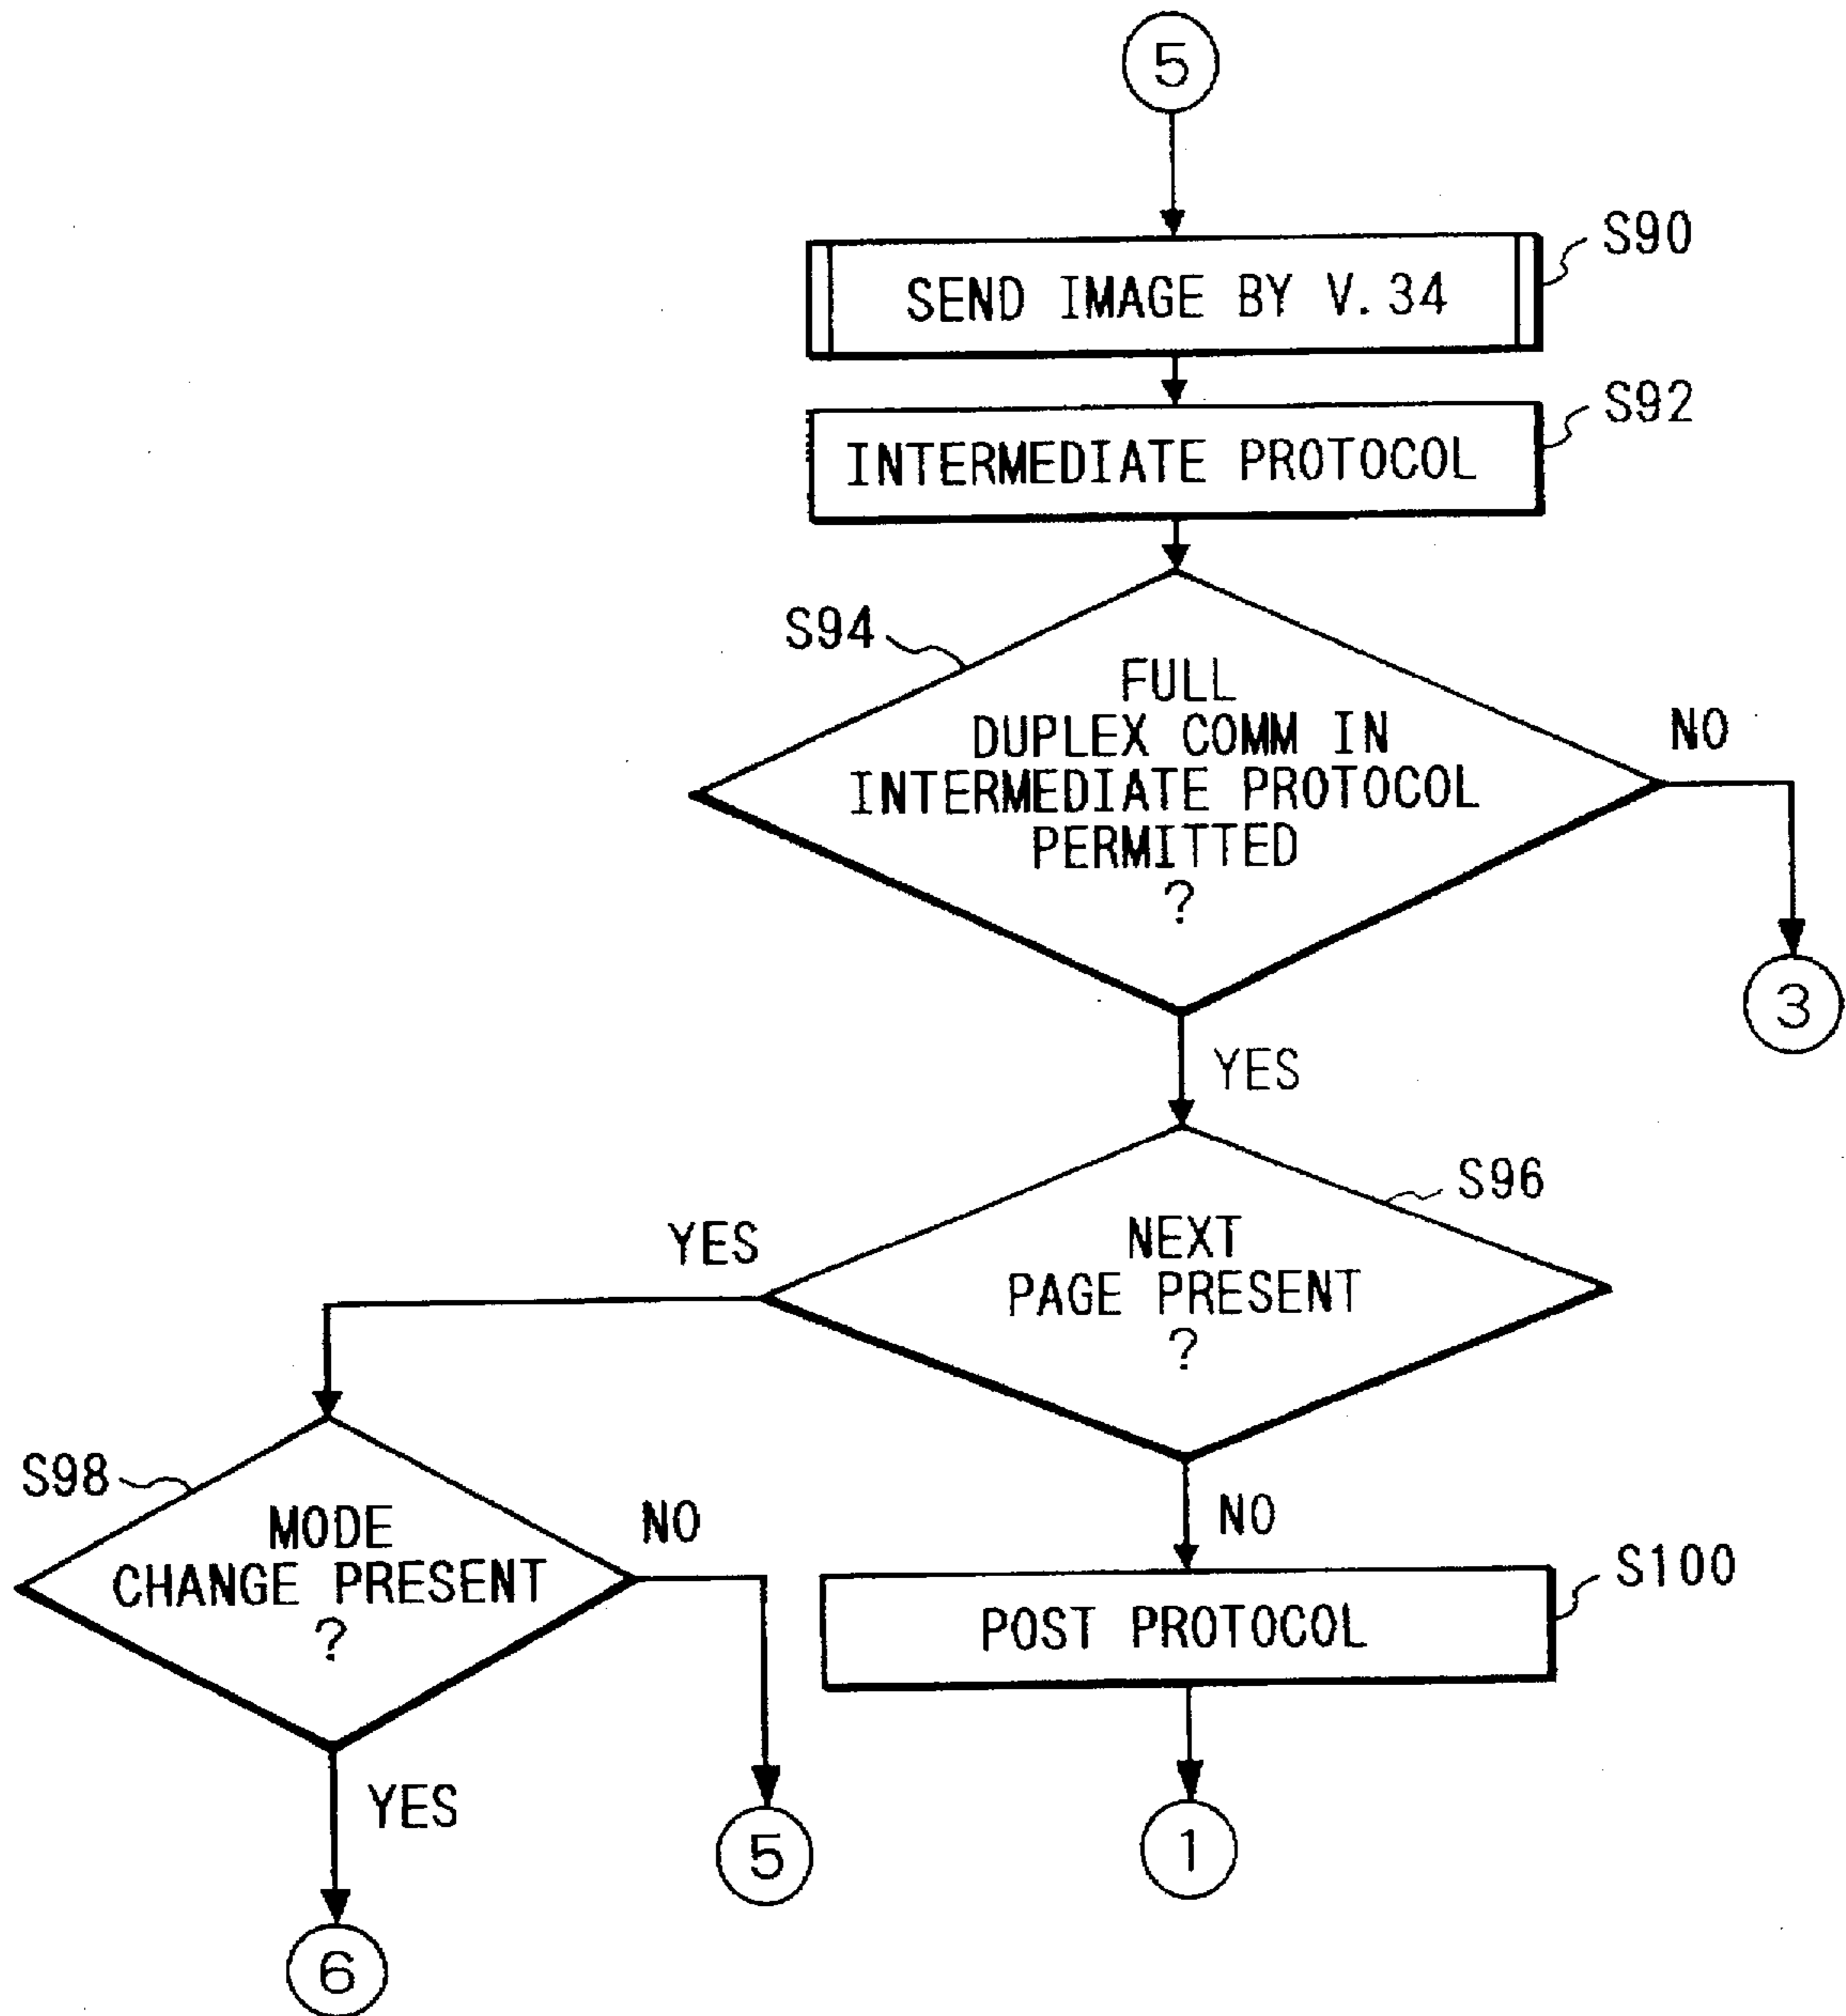 5
S90
SEND IMAGE BY V.34
S92
INTERMEDIATE PROTOCOL
S94
FULL
DUPLEX COMM IN
INTERMEDIATE PROTOCOL
PERMITTED
?
NO
3
YES
S96
NEXT
PAGE PRESENT
?
YES
S98
MODE
CHANGE PRESENT
?
NO
NO
S100
POST PROTOCOL
YES
5
1
6